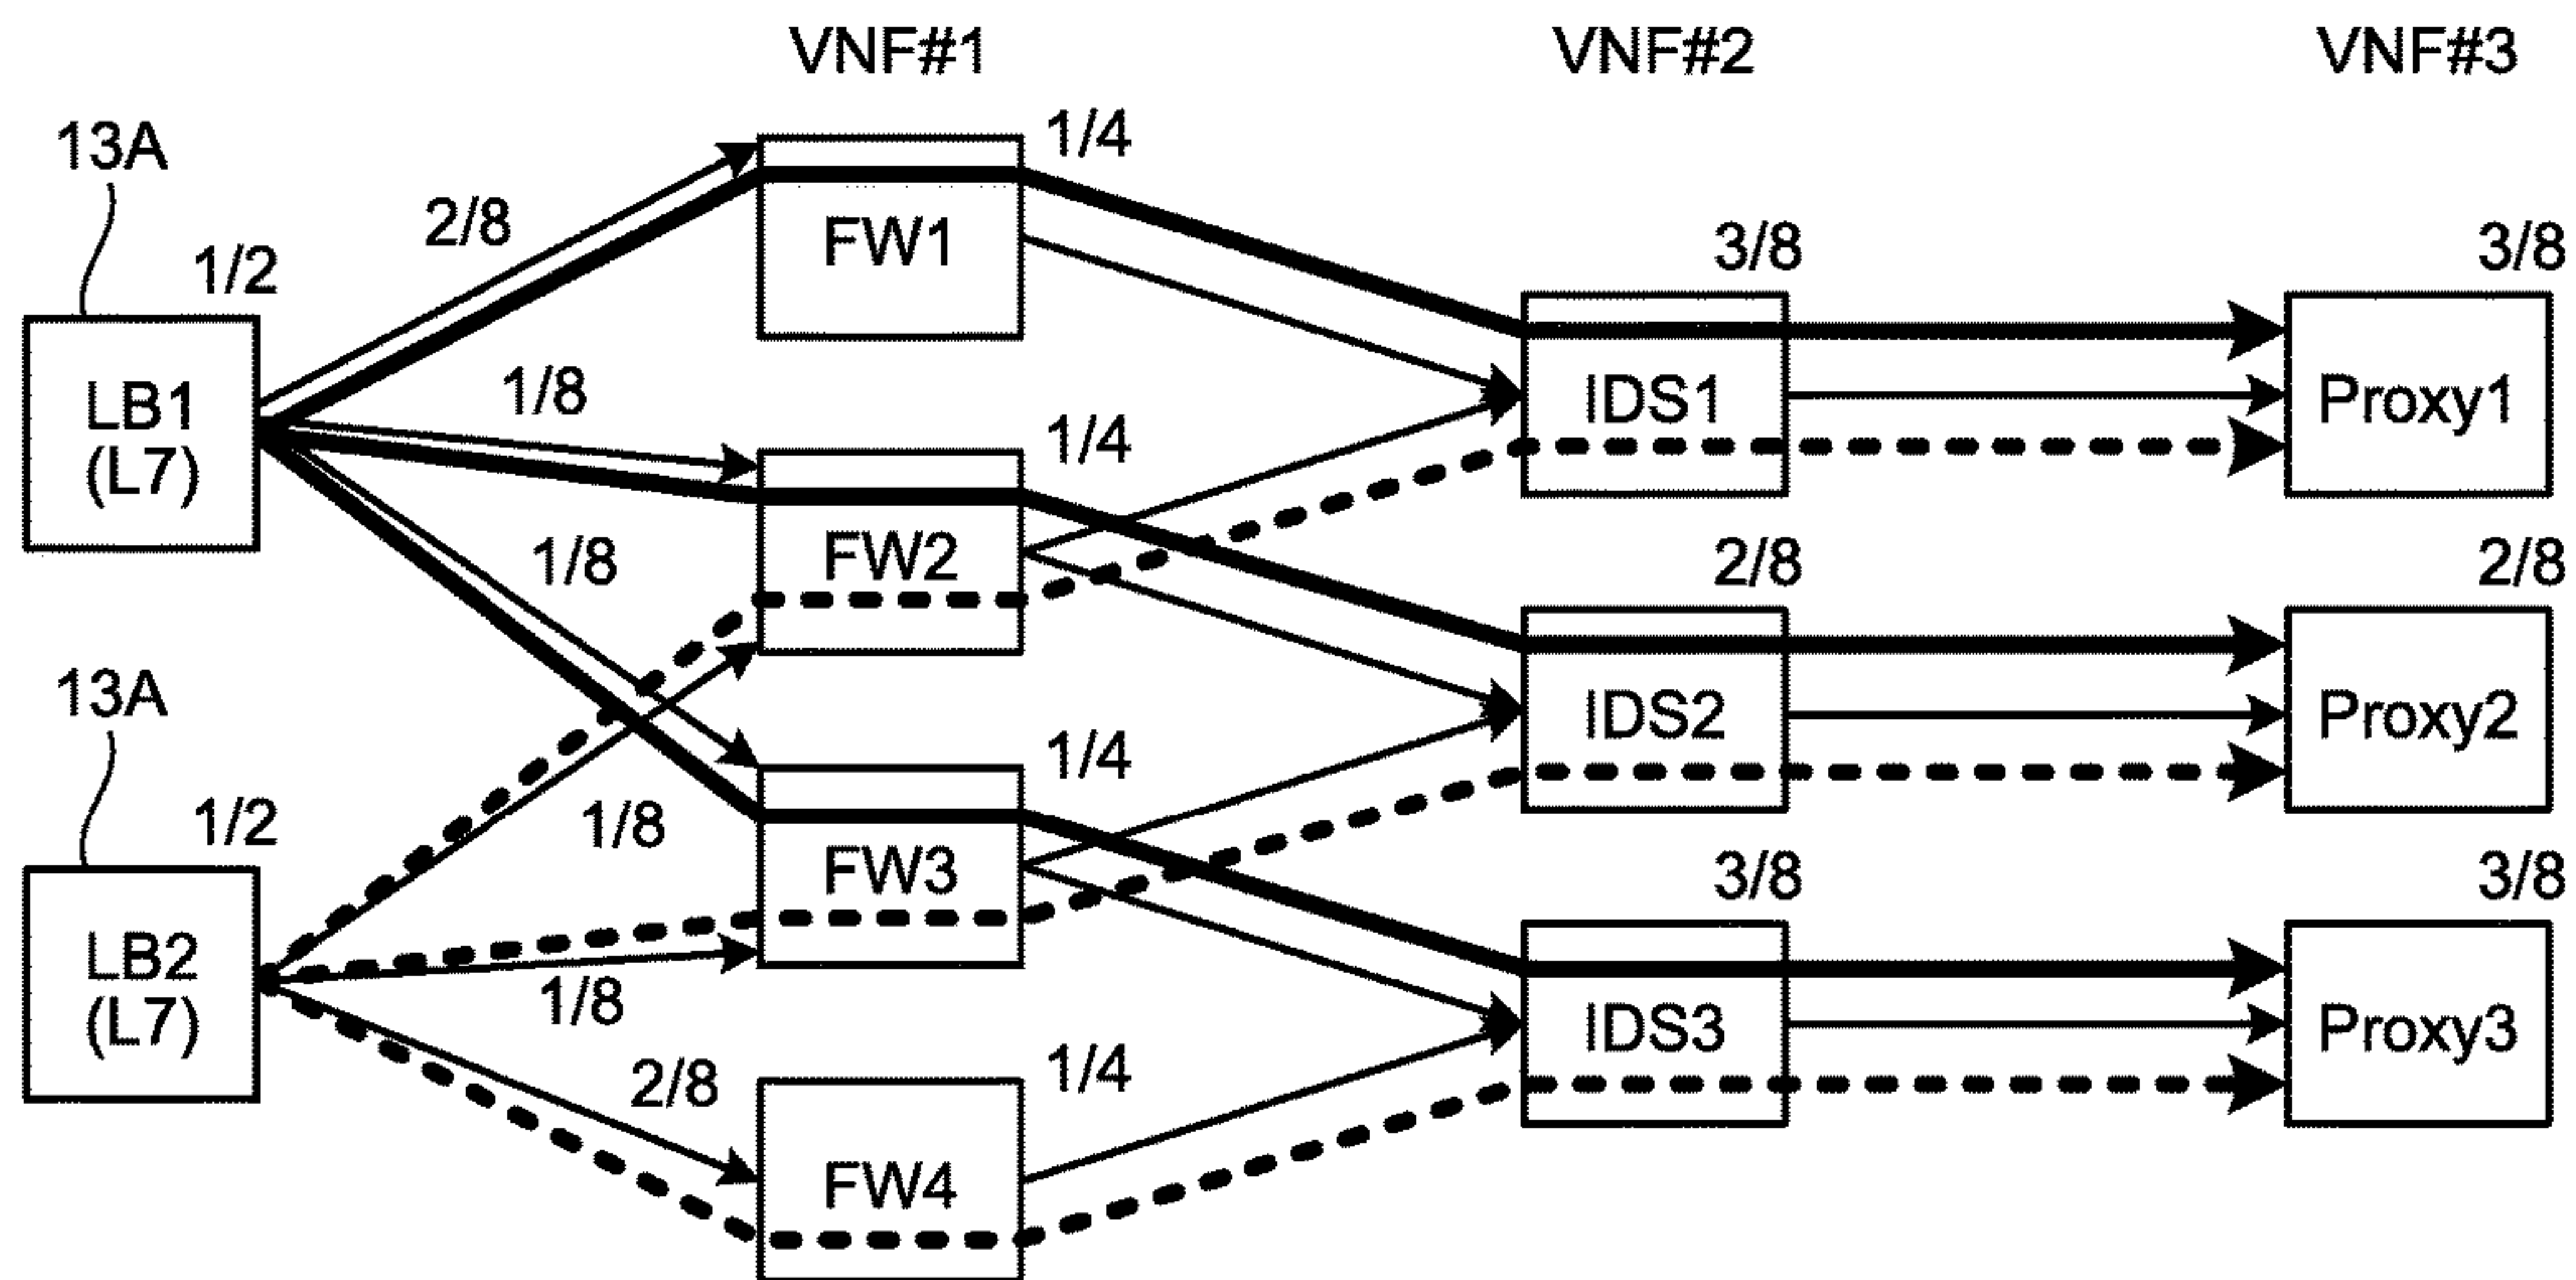 VNF#1 VNF#2 VNF#3
13A
1/2
LB1
(L7)
2/8
1/8
1/8
13A
1/2
LB2
(L7)
1/8
1/8
2/8
1/4
FW1
1/4
FW2
1/4
FW3
1/4
FW4
3/8
IDS1
2/8
IDS2
3/8
IDS3
3/8
Proxy1
2/8
Proxy2
3/8
Proxy3